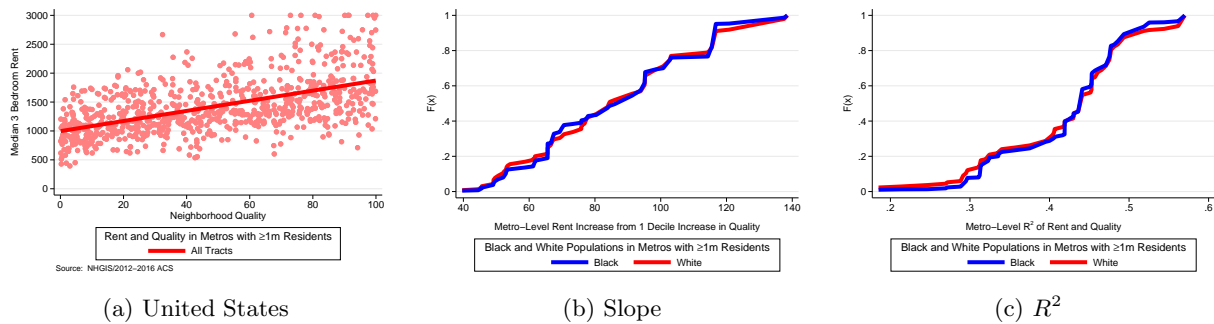 Median 3 Bedroom Rent
3000
2500
2000
1500
1000
500
0
0 20 40 60 80 100
Neighborhood Quality
Rent and Quality in Metros with ≥1m Residents
All Tracts
Source: NHGIS/2012–2016 ACS
(a) United States
F(x)
1
.8
.6
.4
.2
0
40 60 80 100 120 140
Metro–Level Rent Increase from 1 Decile Increase in Quality
Black and White Populations in Metros with ≥1m Residents
Black White
(b) Slope
F(x)
1
.8
.6
.4
.2
0
.2 .3 .4 .5 .6
Metro–Level R² of Rent and Quality
Black and White Populations in Metros with ≥1m Residents
Black White
(c) R²